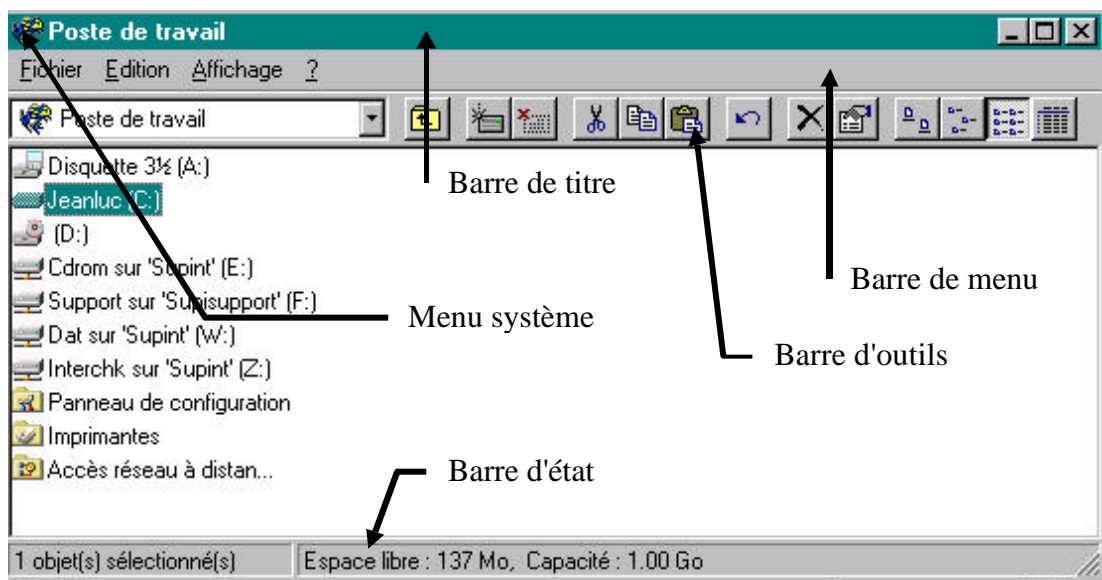 Poste de travail
Fichier Edition Affichage ?
Poste de travail
Disquette 3½ (A:)
Barre de titre
Jeanluc (C:)
(D:)
Cdrom sur 'Supint' (E:)
Barre de menu
Support sur 'Supisupport' (F:)
Menu système
Dat sur 'Supint' (W:)
Barre d'outils
Interchk sur 'Supint' (Z:)
Panneau de configuration
Imprimantes
Accès réseau à distan...
Barre d'état
1 objet(s) sélectionné(s) Espace libre : 137 Mo, Capacité : 1.00 Go